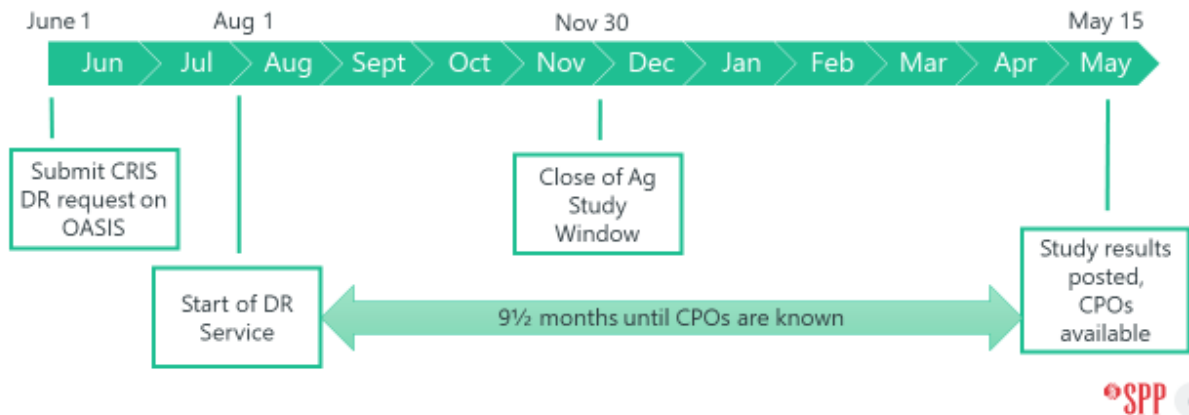 June 1
Aug 1
Nov 30
May 15
Jun
Jul
Aug
Sept
Oct
Nov
Dec
Jan
Feb
Mar
Apr
May
Submit CRIS
DR request on
OASIS
Start of DR
Service
Close of Ag
Study
Window
9½ months until CPOs are known
Study results
posted,
CPOs
available
SPP